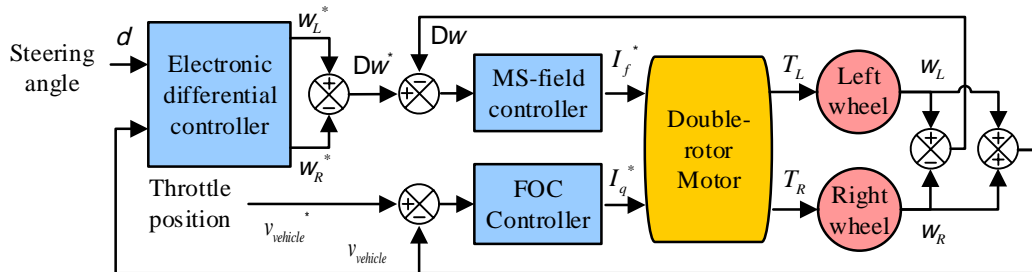 Steering
angle
d
Electronic
differential
controller
w_L^*
w_R^*
Dw^*
Dw
MS-field
controller
I_f^*
Double-
rotor
Motor
T_L
Left
wheel
w_L
Throttle
position
v_vehicle^*
v_vehicle
FOC
Controller
I_q^*
T_R
Right
wheel
w_R